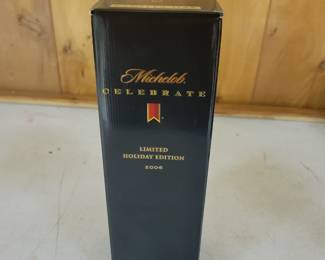 Michelob.
CELEBRATE
LIMITED
HOLIDAY EDITION
2006